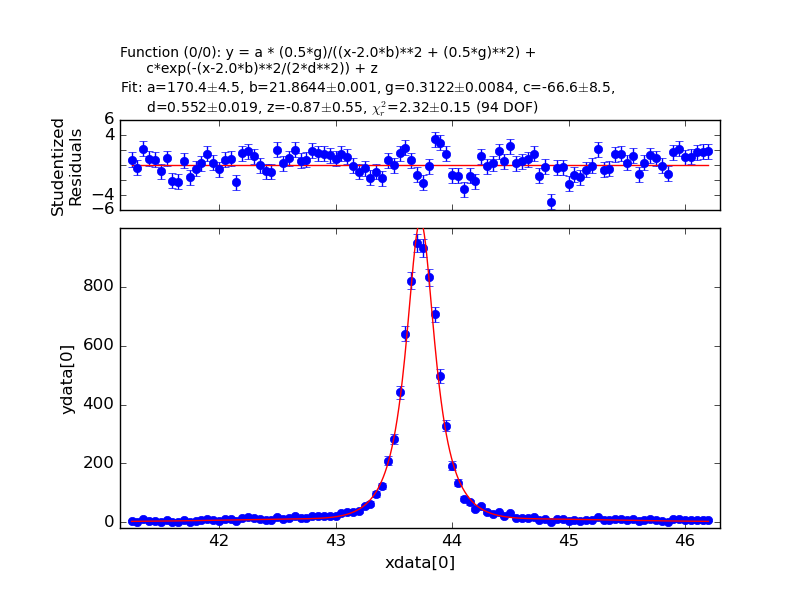 Function (0/0): y = a * (0.5*g)/((x-2.0*b)**2 + (0.5*g)**2) +
c*exp(-(x-2.0*b)**2/(2*d**2)) + z
Fit: a=170.4±4.5, b=21.8644±0.001, g=0.3122±0.0084, c=-66.6±8.5,
d=0.552±0.019, z=-0.87±0.55, χ²ᵣ=2.32±0.15 (94 DOF)
6
4
−4
−6
Studentized
Residuals
800
600
400
200
0
ydata[0]
42 43 44 45 46
xdata[0]